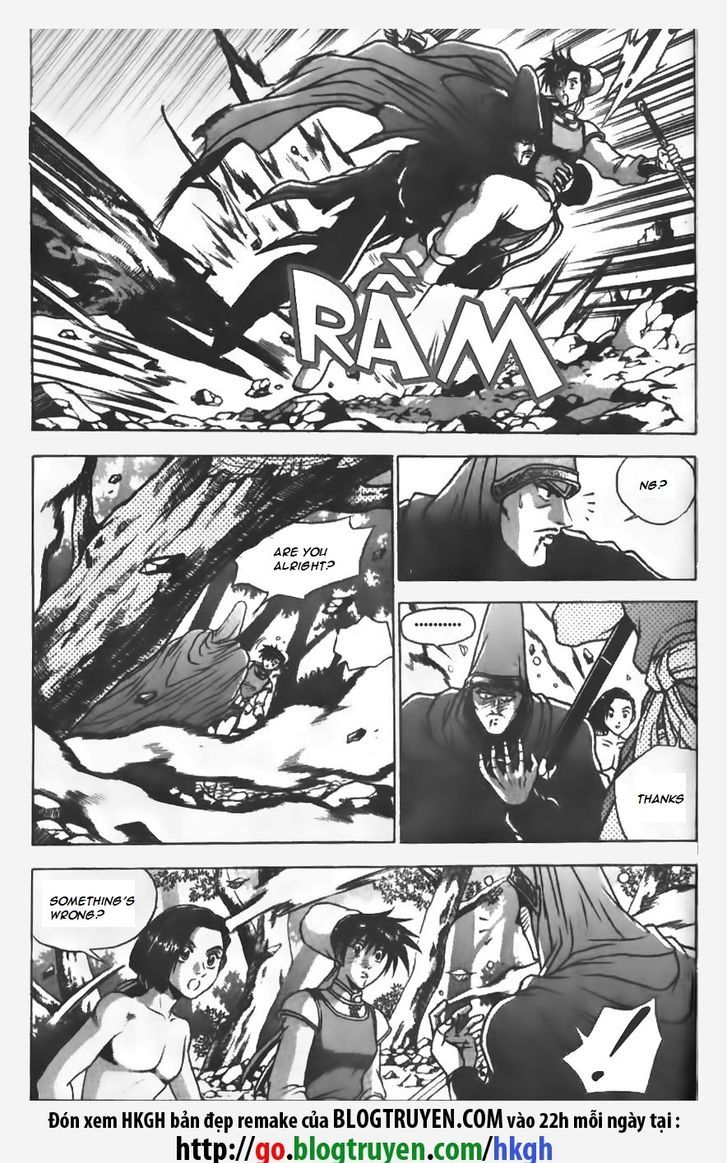 RẦM
NG?
ARE YOU
ALRIGHT?
..........
THANKS
SOMETHING'S
WRONG?
!
Đón xem HKGH bản đẹp remake của BLOGTRUYEN.COM vào 22h mỗi ngày tại :
http://go.blogtruyen.com/hkgh